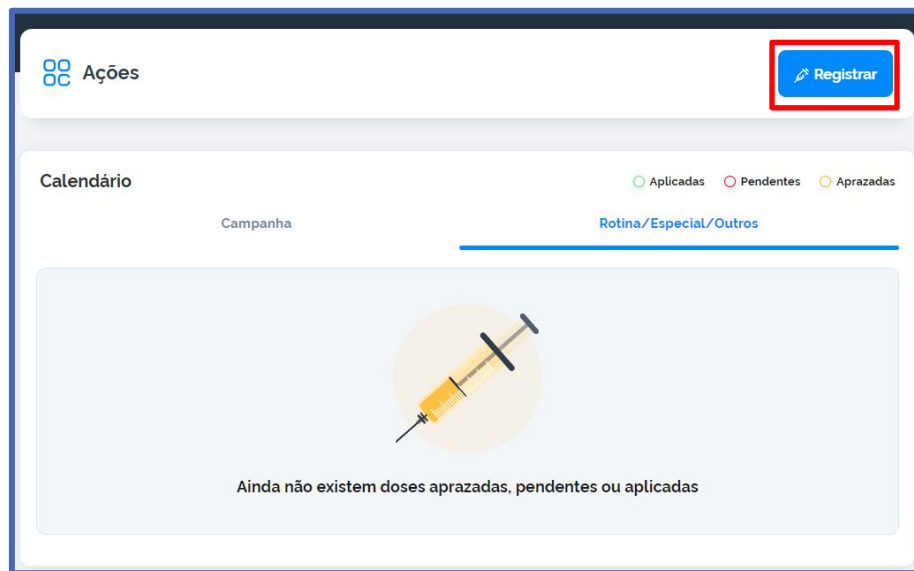 Ações
Registrar
Calendário
Aplicadas Pendentes Aprazadas
Campanha Rotina/Especial/Outros
Ainda não existem doses aprazadas, pendentes ou aplicadas